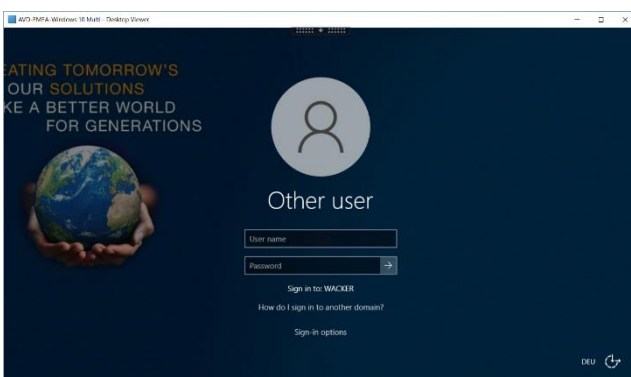 AVD-EMEA-Windows 10 Multi - Desktop Viewer
EATING TOMORROW'S
OUR SOLUTIONS
KE A BETTER WORLD
FOR GENERATIONS
Other user
User name
Password
Sign in to: WACKER
How do I sign in to another domain?
Sign-in options
DEU